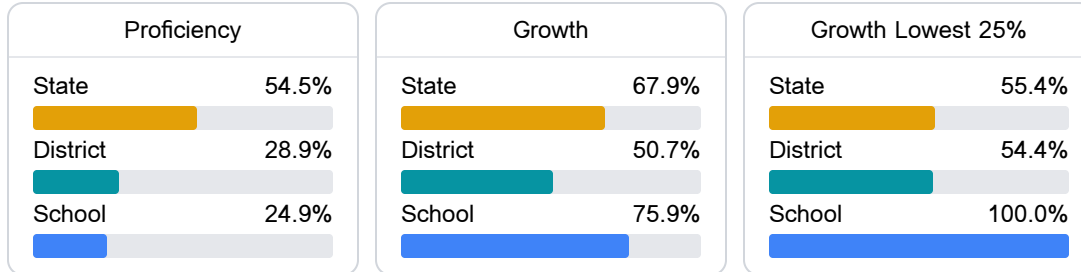 Proficiency
State 54.5%
District 28.9%
School 24.9%
Growth
State 67.9%
District 50.7%
School 75.9%
Growth Lowest 25%
State 55.4%
District 54.4%
School 100.0%